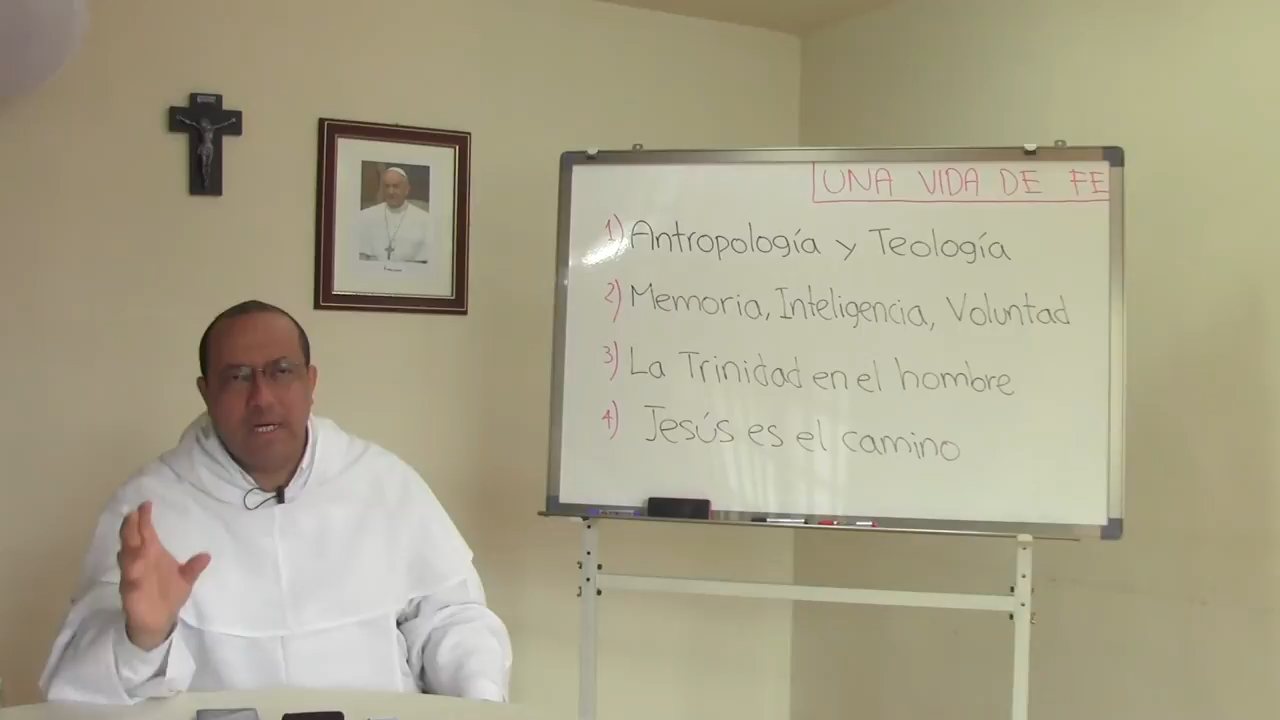 UNA VIDA DE FE
1) Antropología y Teología
2) Memoria, Inteligencia, Voluntad
3) La Trinidad en el hombre
4) Jesús es el camino